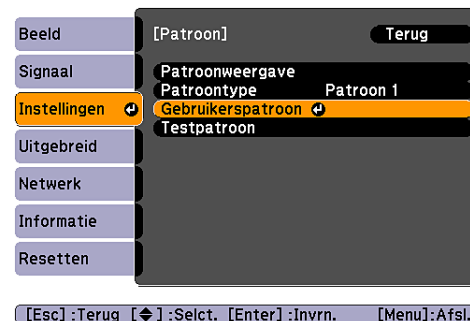 Beeld
Signaal
Instellingen
Uitgebreid
Netwerk
Informatie
Resetten
[Patroon] Terug
Patroonweergave
Patroontype Patroon 1
Gebruikerspatroon
Testpatroon
[Esc] :Terug [ ] :Selct. [Enter] :Invrn. [Menu]:Afsl.